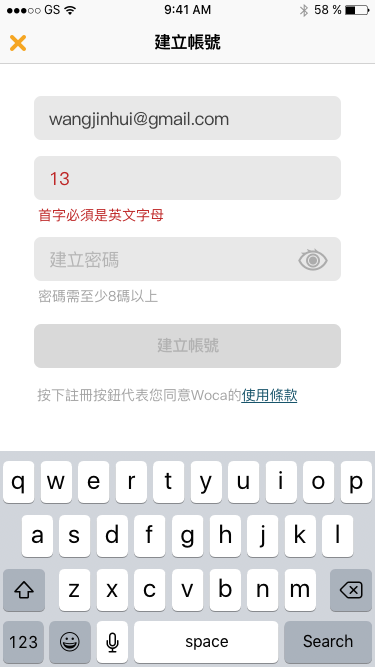 GS 9:41 AM 58 %
建立帳號
wangjinhui@gmail.com
13
首字必須是英文字母
建立密碼
密碼需至少8碼以上
建立帳號
按下註冊按鈕代表您同意Woca的使用條款
q w e r t y u i o p
a s d f g h j k l
z x c v b n m
123 space Search